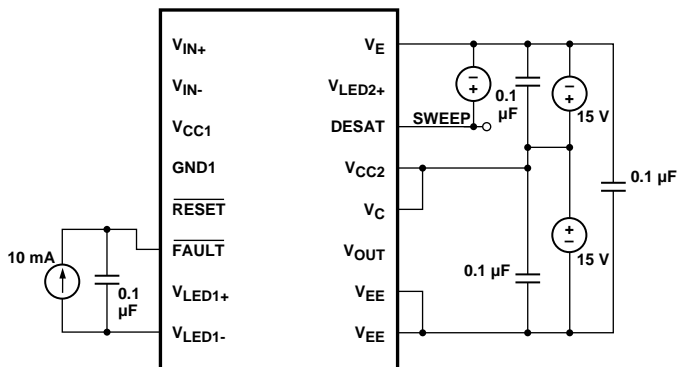 VIN+
VIN-
VCC1
GND1
RESET
FAULT
VLED1+
VLED1-
VE
VLED2+
DESAT
VCC2
VC
VOUT
VEE
VEE
10 mA
0.1
µF
SWEEP
0.1
µF
15 V
0.1 µF
0.1 µF
15 V
+
−
+
−
+
−